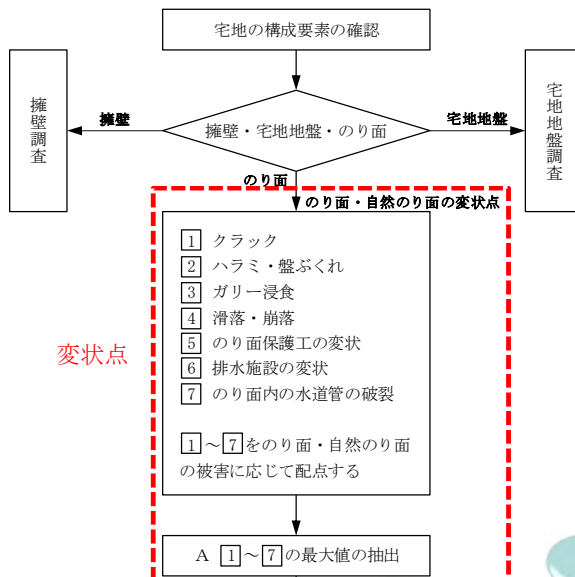 宅地の構成要素の確認
擁壁調査
擁壁
擁壁・宅地地盤・のり面
宅地地盤
宅地地盤調査
のり面
のり面・自然のり面の変状点
変状点
1 クラック
2 ハラミ・盤ぶくれ
3 ガリー浸食
4 滑落・崩落
5 のり面保護工の変状
6 排水施設の変状
7 のり面内の水道管の破裂
1～7をのり面・自然のり面
の被害に応じて配点する
A 1～7の最大値の抽出